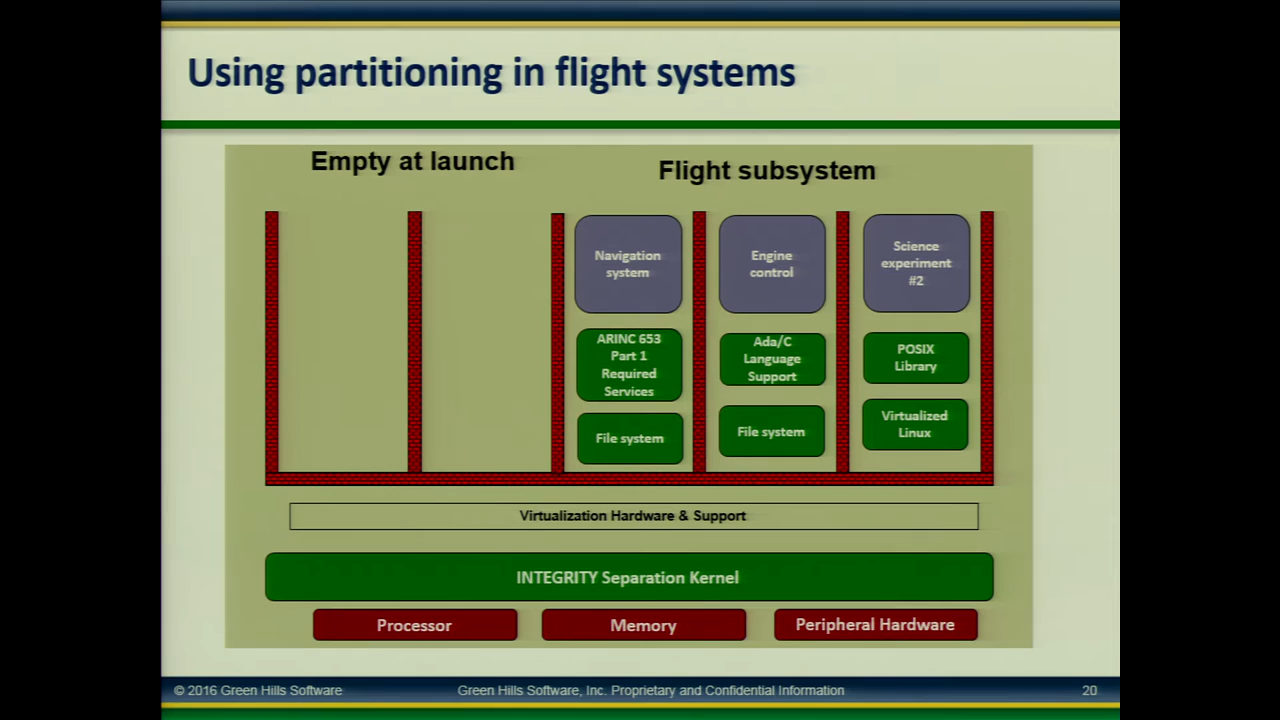 Using partitioning in flight systems
Empty at launch
Flight subsystem
Navigation
system
Engine
control
Science
experiment
#2
ARINC 653
Part 1
Required
Services
Ada/C
Language
Support
POSIX
Library
File system
File system
Virtualized
Linux
Virtualization Hardware & Support
INTEGRITY Separation Kernel
Processor
Memory
Peripheral Hardware
© 2016 Green Hills Software
Green Hills Software, Inc. Proprietary and Confidential Information
20